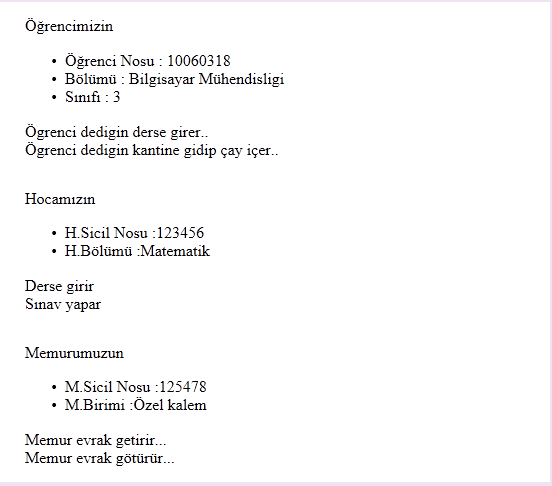 Öğrencimizin
• Öğrenci Nosu : 10060318
• Bölümü : Bilgisayar Mühendisligi
• Sınıfı : 3
Ögrenci dedigin derse girer..
Ögrenci dedigin kantine gidip çay içer..
Hocamızın
• H.Sicil Nosu :123456
• H.Bölümü :Matematik
Derse girir
Sınav yapar
Memurumuzun
• M.Sicil Nosu :125478
• M.Birimi :Özel kalem
Memur evrak getirir...
Memur evrak götürür...